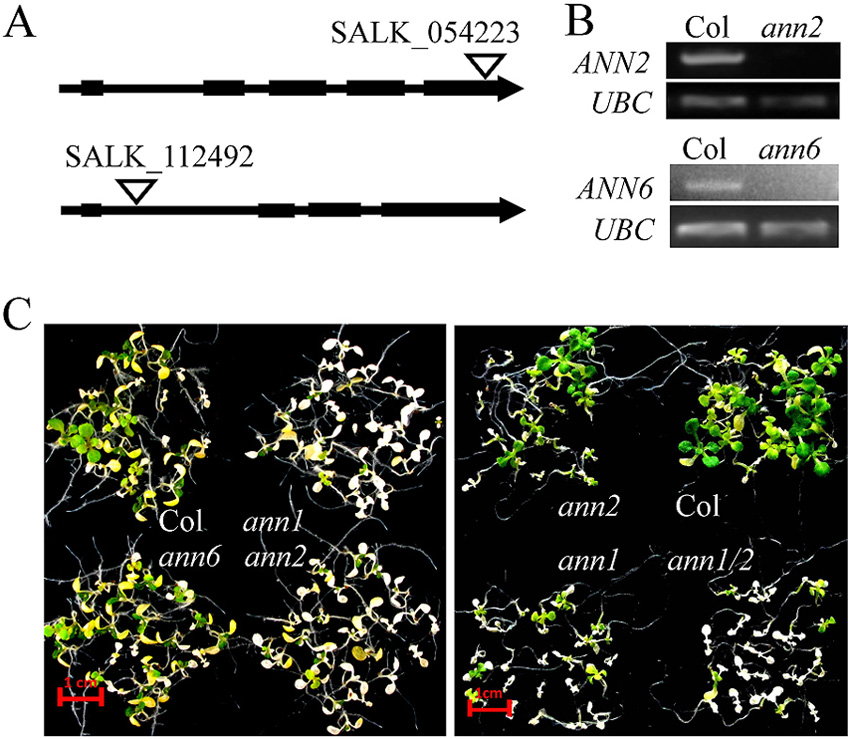 A
SALK_054223
SALK_112492
B
Col ann2
ANN2
UBC
Col ann6
ANN6
UBC
C
Col ann1
ann6 ann2
1 cm
ann2 Col
ann1 ann1/2
1cm